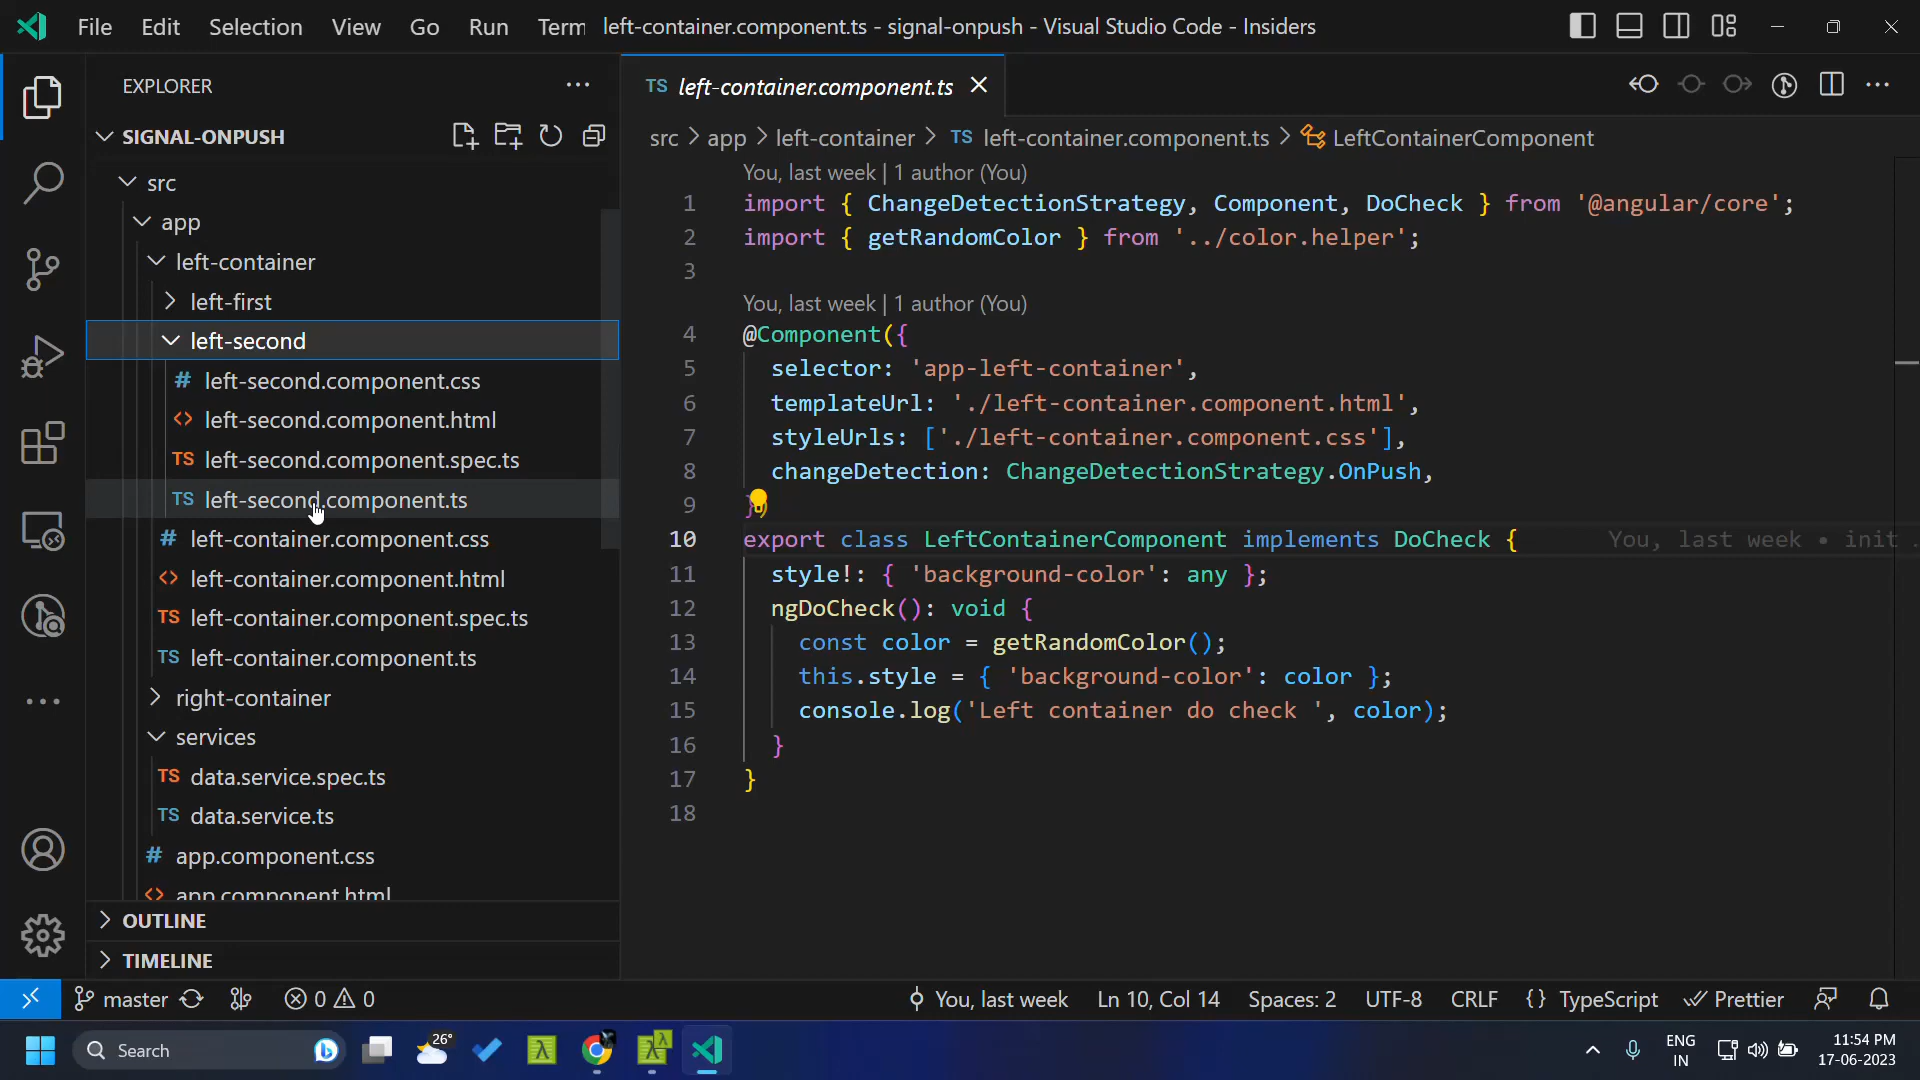 File Edit Selection View Go Run Term left-container.component.ts - signal-onpush - Visual Studio Code - Insiders
EXPLORER
SIGNAL-ONPUSH
src
app
left-container
left-first
left-second
# left-second.component.css
<> left-second.component.html
TS left-second.component.spec.ts
TS left-second.component.ts
# left-container.component.css
<> left-container.component.html
TS left-container.component.spec.ts
TS left-container.component.ts
right-container
services
TS data.service.spec.ts
TS data.service.ts
# app.component.css
<> app.component.html
OUTLINE
TIMELINE
TS left-container.component.ts
src > app > left-container > TS left-container.component.ts > LeftContainerComponent
You, last week | 1 author (You)
1 import { ChangeDetectionStrategy, Component, DoCheck } from '@angular/core';
2 import { getRandomColor } from '../color.helper';
3
You, last week | 1 author (You)
4 @Component({
5 selector: 'app-left-container',
6 templateUrl: './left-container.component.html',
7 styleUrls: ['./left-container.component.css'],
8 changeDetection: ChangeDetectionStrategy.OnPush,
9 })
10 export class LeftContainerComponent implements DoCheck { You, last week • init .
11 style!: { 'background-color': any };
12 ngDoCheck(): void {
13 const color = getRandomColor();
14 this.style = { 'background-color': color };
15 console.log('Left container do check ', color);
16 }
17 }
18
master 0 0 You, last week Ln 10, Col 14 Spaces: 2 UTF-8 CRLF {} TypeScript Prettier
Search 26° ENG IN 11:54 PM 17-06-2023